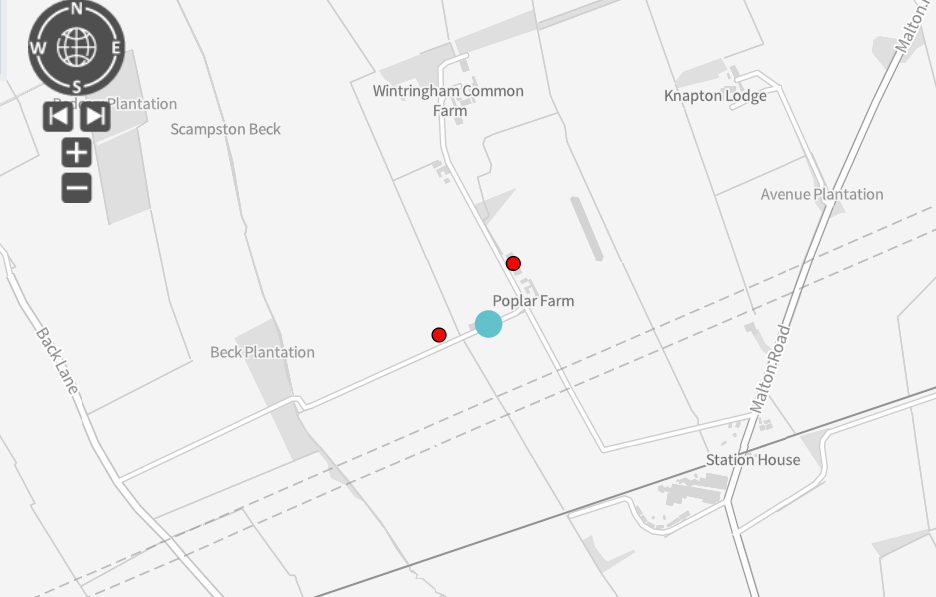 N
W
E
S
Malton
Plantation
Scampston Beck
Wintringham Common
Farm
Knapton Lodge
Avenue Plantation
Poplar Farm
Back Lane
Beck Plantation
Malton Road
Station House